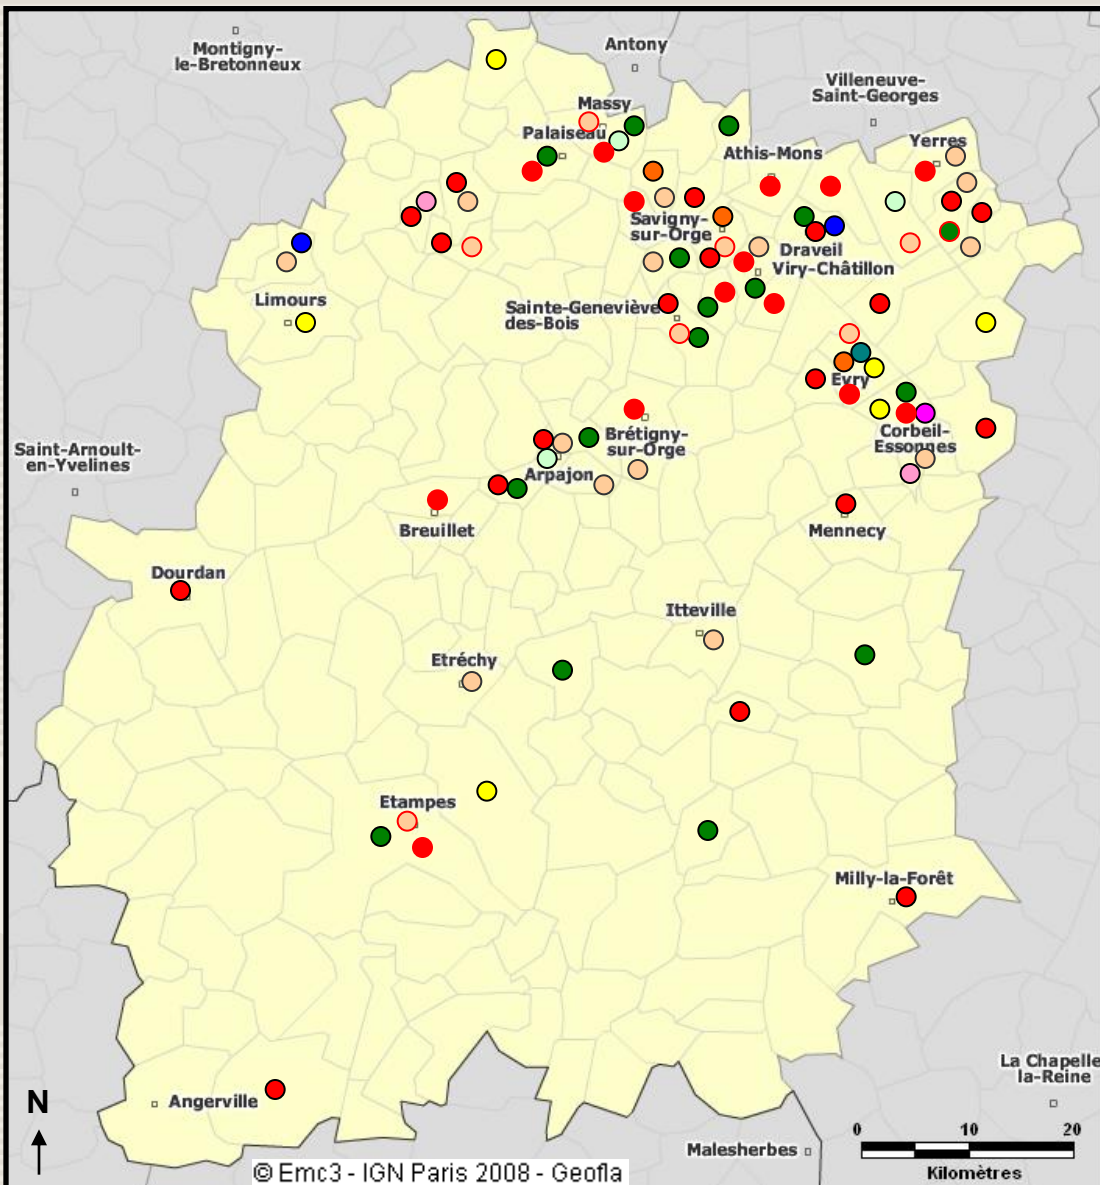 Montigny-
le-Bretonneux
Antony
Villeneuve-
Saint-Georges
Massy
Palaiseau
Athis-Mons
Yerres
Savigny-
sur-Orge
Draveil
Viry-Châtillon
Limours
Sainte-Geneviève
des-Bois
Evry
Corbeil-
Essonnes
Brétigny-
sur-Orge
Saint-Arnoult-
en-Yvelines
Arpajon
Breuillet
Mennecy
Dourdan
Itteville
Etréchy
Etampes
Milly-la-Forêt
La Chapelle
la-Reine
Angerville
N
Malesherbes
0 10 20
Kilomètres
© Emc3 - IGN Paris 2008 - Geofla